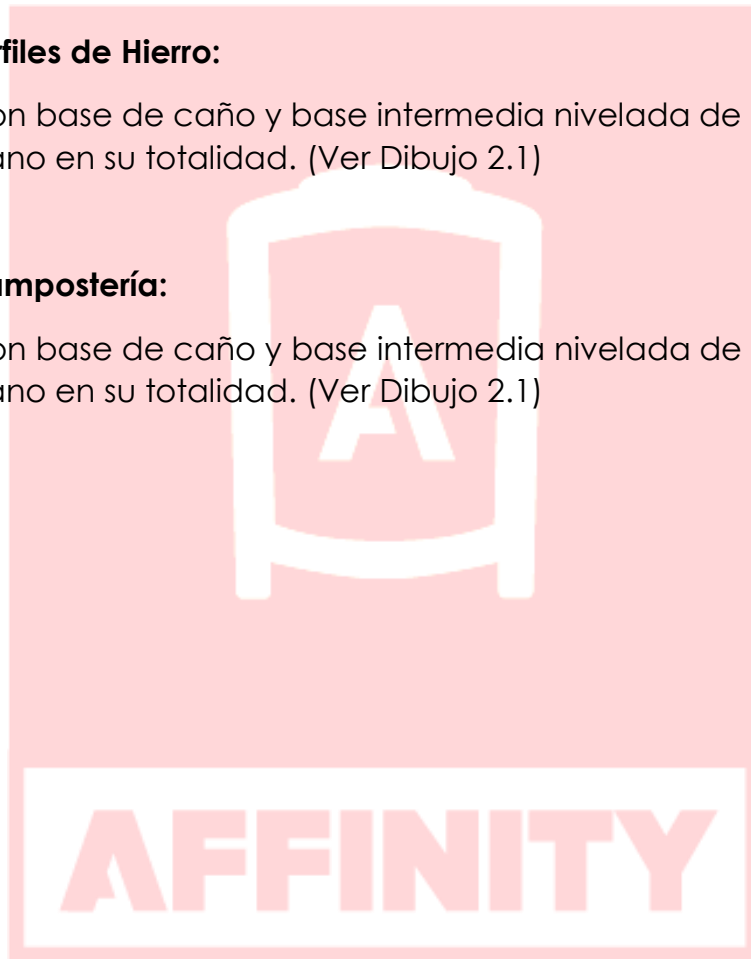 rfiles de Hierro:
on base de caño y base intermedia nivelada de
ano en su totalidad. (Ver Dibujo 2.1)
ampostería:
on base de caño y base intermedia nivelada de
ano en su totalidad. (Ver Dibujo 2.1)
A
AFFINITY